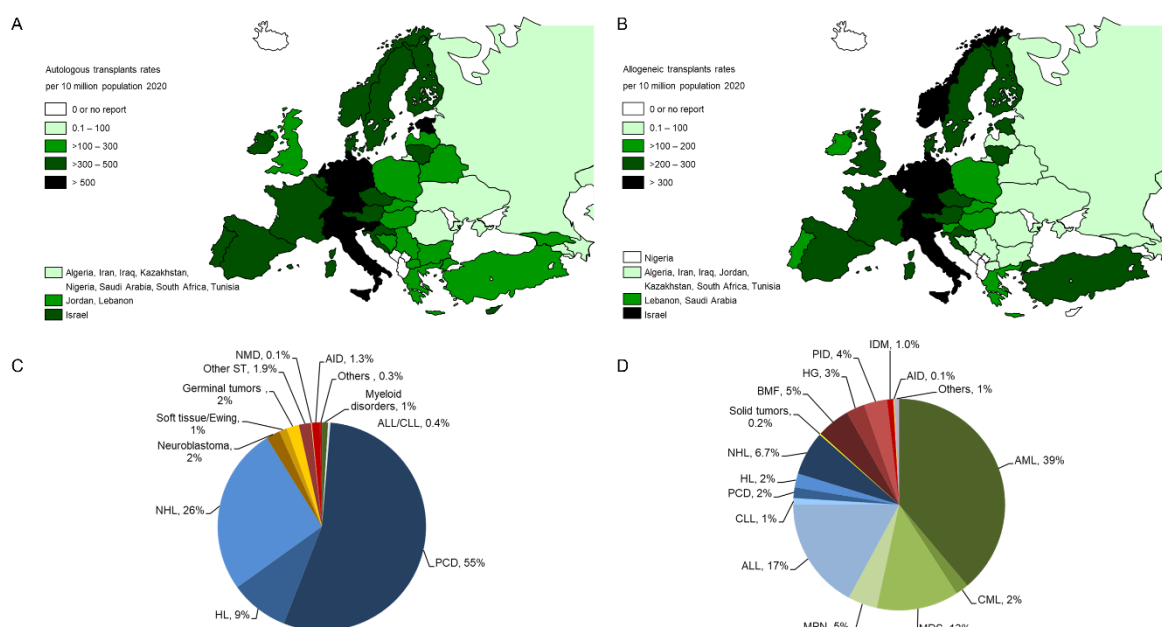 A
Autologous transplants rates
per 10 million population 2020
0 or no report
0.1 – 100
>100 – 300
>300 – 500
> 500
Algeria, Iran, Iraq, Kazakhstan,
Nigeria, Saudi Arabia, South Africa, Tunisia
Jordan, Lebanon
Israel
B
Allogeneic transplants rates
per 10 million population 2020
0 or no report
0.1 – 100
>100 – 200
>200 – 300
> 300
Nigeria
Algeria, Iran, Iraq, Jordan,
Kazakhstan, South Africa, Tunisia
Lebanon, Saudi Arabia
Israel
C
NMD, 0.1%
Other ST, 1.9%
Germinal tumors ,
2%
Soft tissue/Ewing,
1%
Neuroblastoma,
2%
NHL, 26%
HL, 9%
AID, 1.3%
Others , 0.3%
Myeloid
disorders, 1%
ALL/CLL, 0.4%
PCD, 55%
D
IDM, 1.0%
PID, 4%
HG, 3%
BMF, 5%
Solid tumors,
0.2%
NHL, 6.7%
HL, 2%
PCD, 2%
CLL, 1%
ALL, 17%
MPN, 5%
AID, 0.1%
Others, 1%
AML, 39%
CML, 2%
MDS, 13%